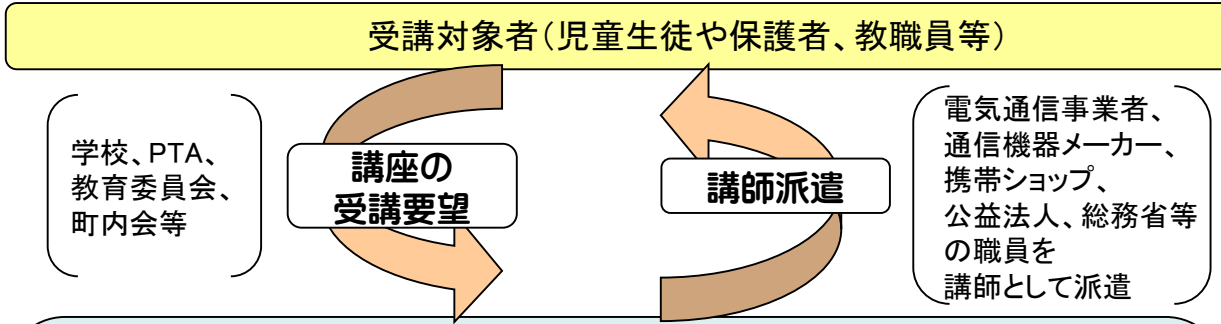 受講対象者(児童生徒や保護者、教職員等)
学校、PTA、
教育委員会、
町内会等
講座の
受講要望
講師派遣
電気通信事業者、
通信機器メーカー、
携帯ショップ、
公益法人、総務省等
の職員を
講師として派遣